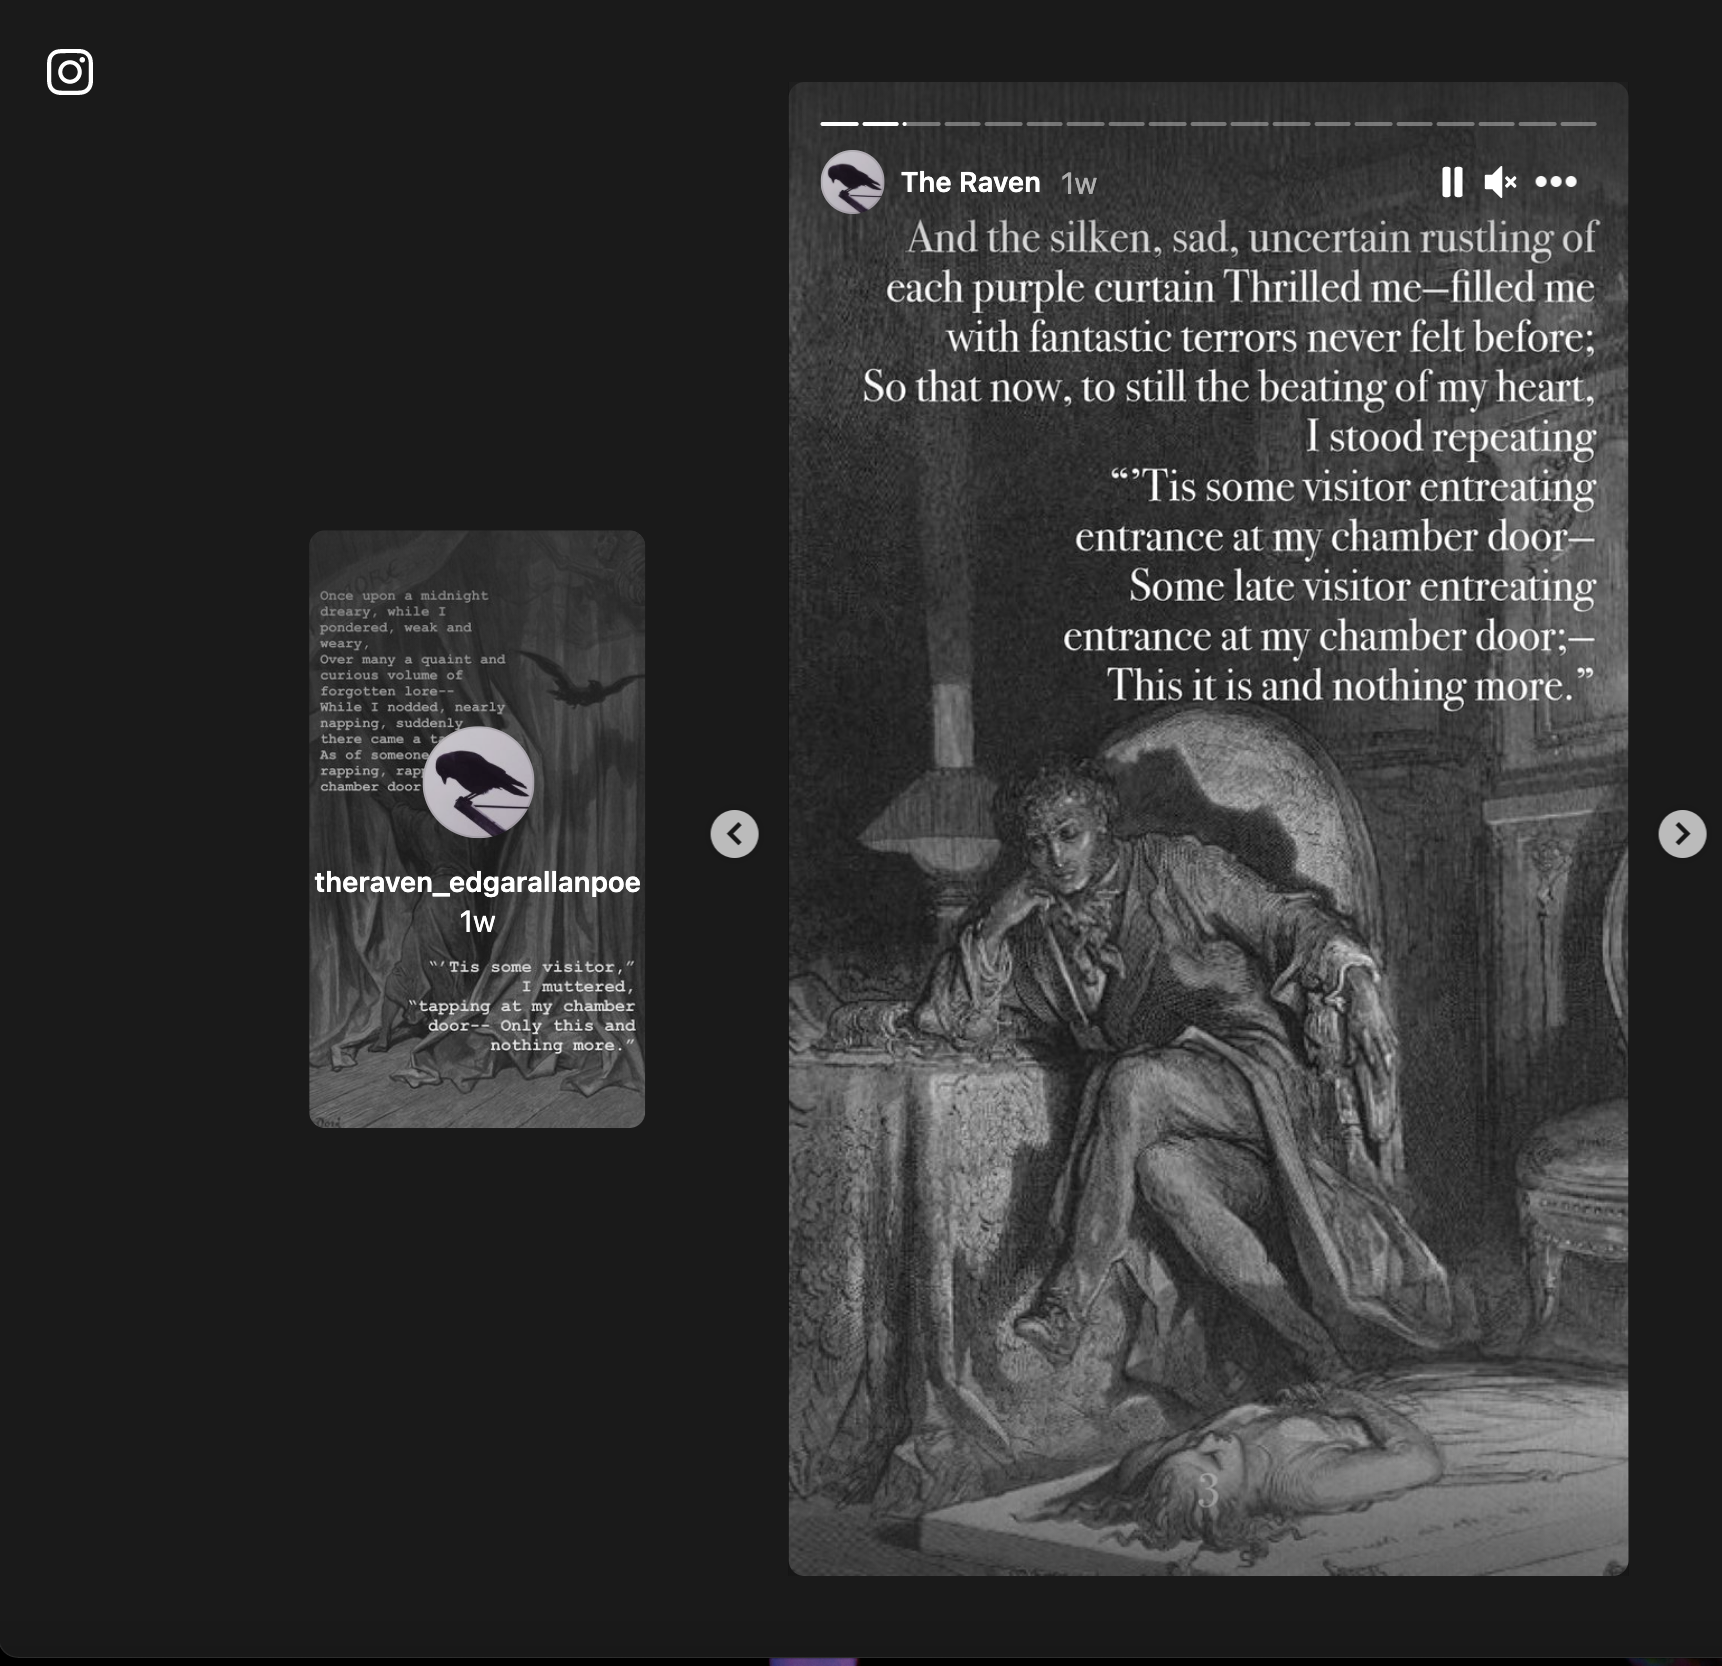 Once upon a midnight
dreary, while I
pondered, weak and
weary,
Over many a quaint and
curious volume of
forgotten lore--
While I nodded, nearly
napping, suddenly
there came a
As of someone
rapping,
chamber door
theraven_edgarallanpoe
1w
“’Tis some visitor,”
I muttered,
“tapping at my chamber
door-- Only this and
nothing more.”
The Raven 1w
And the silken, sad, uncertain rustling of
each purple curtain Thrilled me—filled me
with fantastic terrors never felt before;
So that now, to still the beating of my heart,
I stood repeating
“’Tis some visitor entreating
entrance at my chamber door—
Some late visitor entreating
entrance at my chamber door;—
This it is and nothing more.”
3